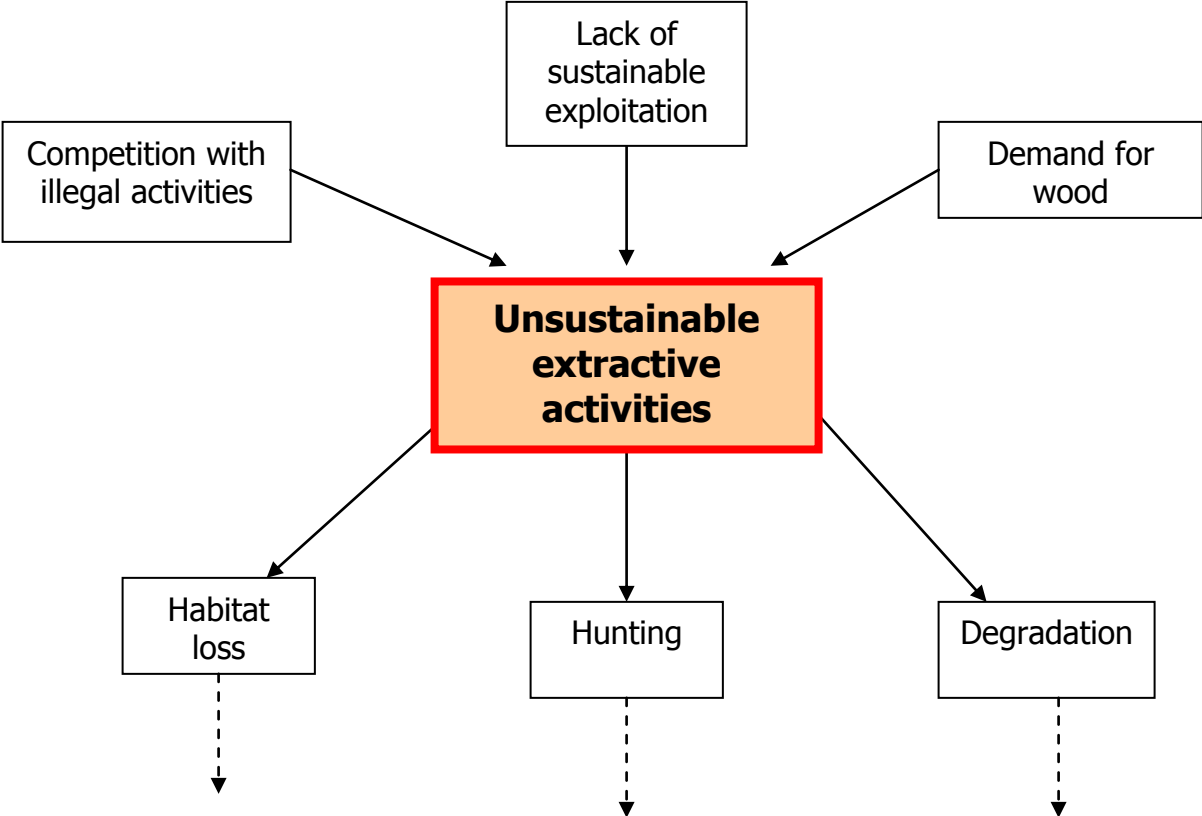 Lack of
sustainable
exploitation
Competition with
illegal activities
Demand for
wood
Unsustainable
extractive
activities
Habitat
loss
Hunting
Degradation